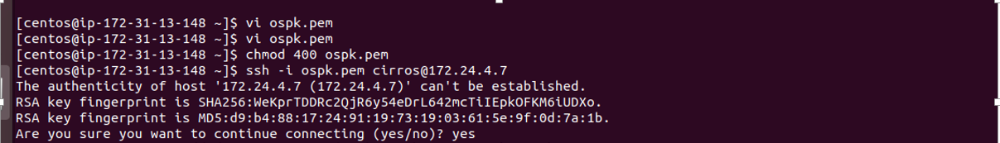 [centos@ip-172-31-13-148 ~]$ vi ospk.pem
[centos@ip-172-31-13-148 ~]$ vi ospk.pem
[centos@ip-172-31-13-148 ~]$ chmod 400 ospk.pem
[centos@ip-172-31-13-148 ~]$ ssh -i ospk.pem cirros@172.24.4.7
The authenticity of host '172.24.4.7 (172.24.4.7)' can't be established.
RSA key fingerprint is SHA256:WeKprTDDRc2QjR6y54eDrL642mcTiIEpkOFKM6iUDXo.
RSA key fingerprint is MD5:d9:b4:88:17:24:91:19:73:19:03:61:5e:9f:0d:7a:1b.
Are you sure you want to continue connecting (yes/no)? yes